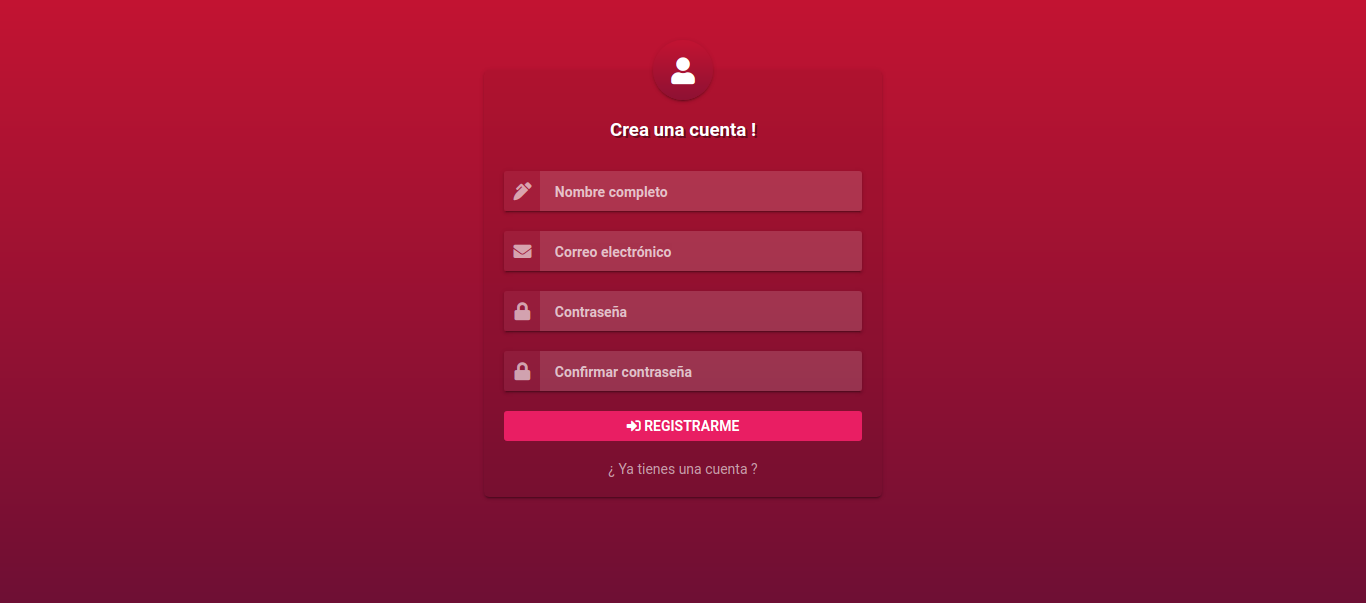 Crea una cuenta !
Nombre completo
Correo electrónico
Contraseña
Confirmar contraseña
REGISTRARME
¿ Ya tienes una cuenta ?